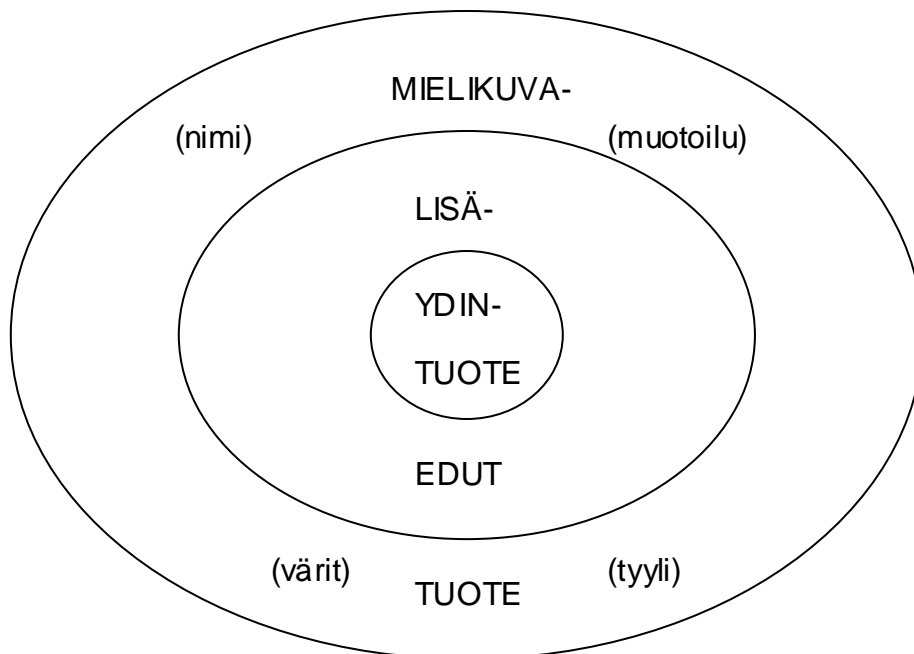 MIELIKUVA-
(nimi) (muotoilu)
LISÄ-
YDIN-
TUOTE
EDUT
(värit) (tyyli)
TUOTE